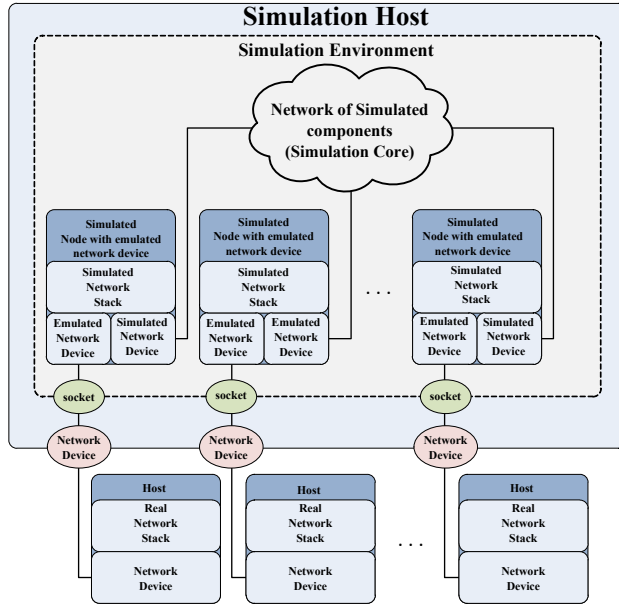 Simulation Host
Simulation Environment
Network of Simulated
components
(Simulation Core)
Simulated
Node with emulated
network device
Simulated
Network
Stack
Emulated
Network
Device
Simulated
Network
Device
Simulated
Node with emulated
network device
Simulated
Network
Stack
Emulated
Network
Device
Emulated
Network
Device
. . .
Simulated
Node with emulated
network device
Simulated
Network
Stack
Emulated
Network
Device
Simulated
Network
Device
socket
socket
socket
Network
Device
Network
Device
Network
Device
Host
Real
Network
Stack
Network
Device
Host
Real
Network
Stack
Network
Device
. . .
Host
Real
Network
Stack
Network
Device